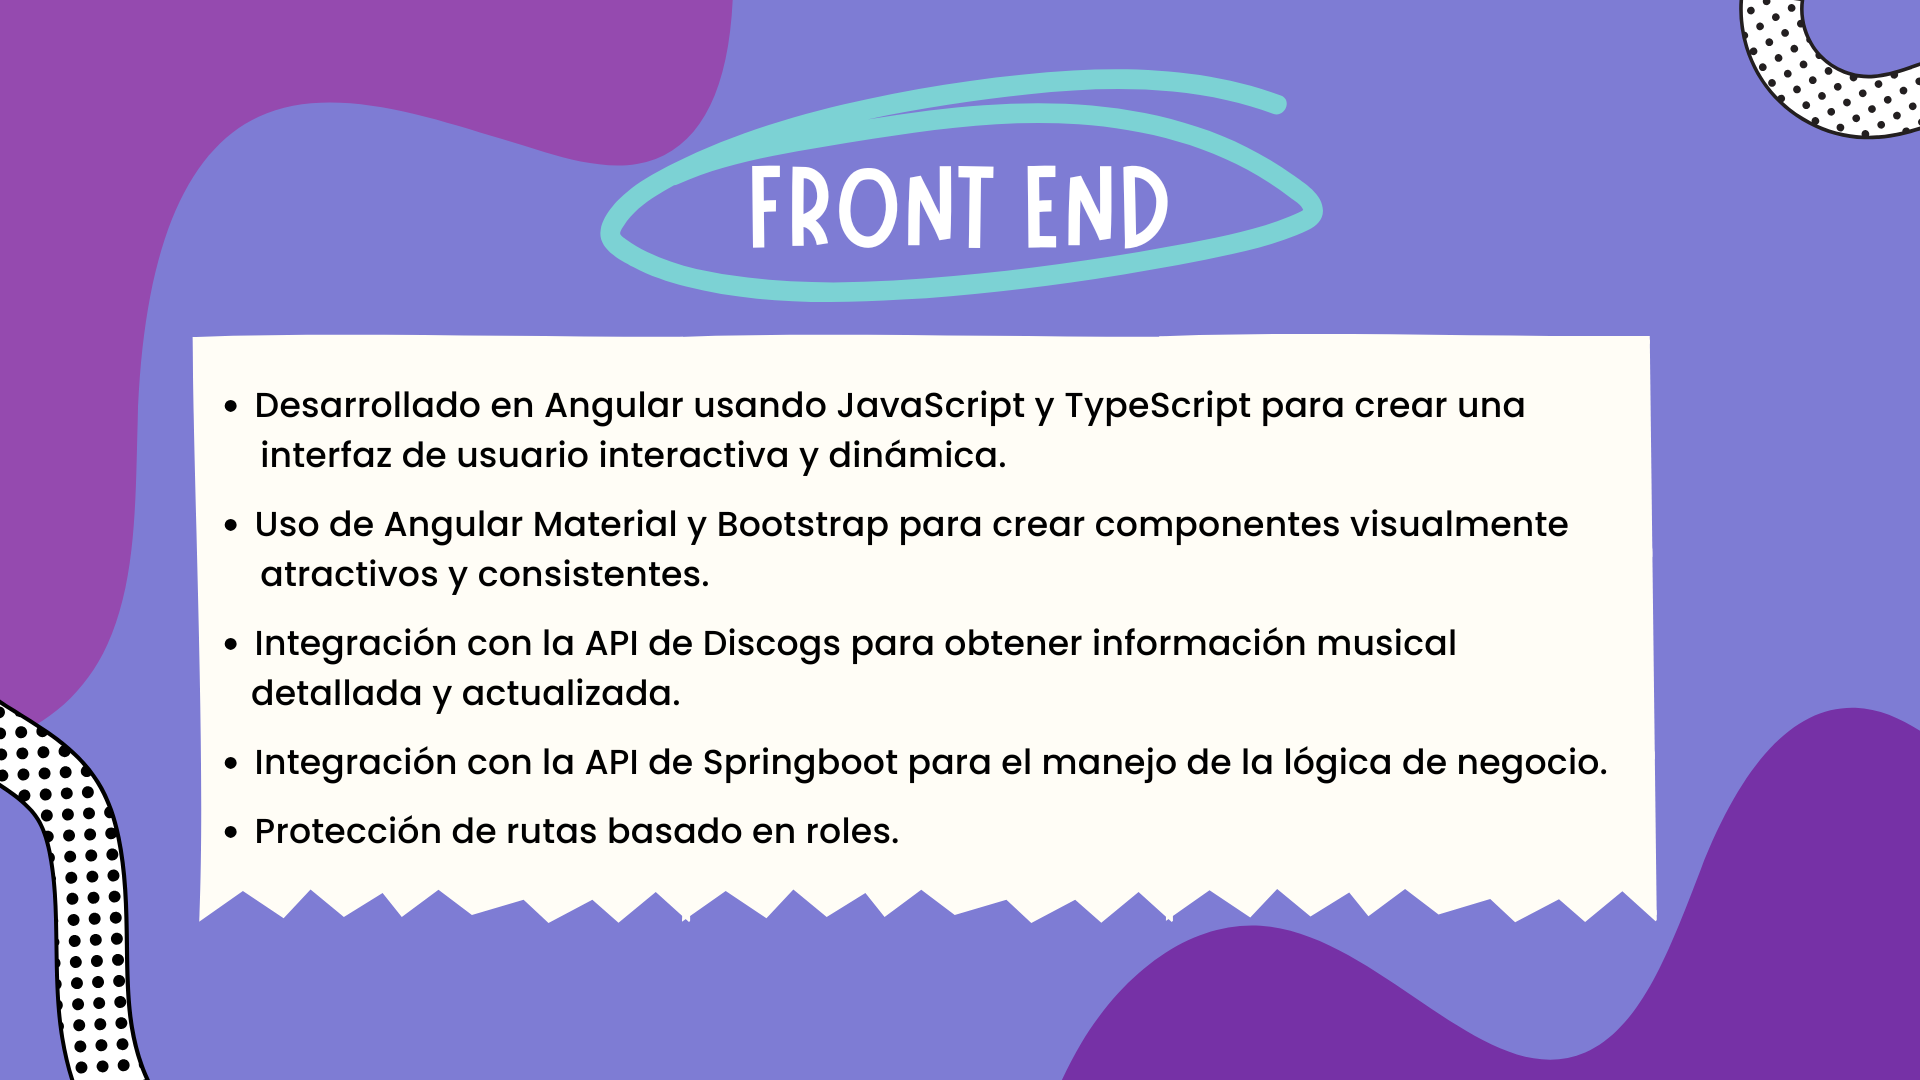 FRONT END
• Desarrollado en Angular usando JavaScript y TypeScript para crear una
interfaz de usuario interactiva y dinámica.
• Uso de Angular Material y Bootstrap para crear componentes visualmente
atractivos y consistentes.
• Integración con la API de Discogs para obtener información musical
detallada y actualizada.
• Integración con la API de Springboot para el manejo de la lógica de negocio.
• Protección de rutas basado en roles.